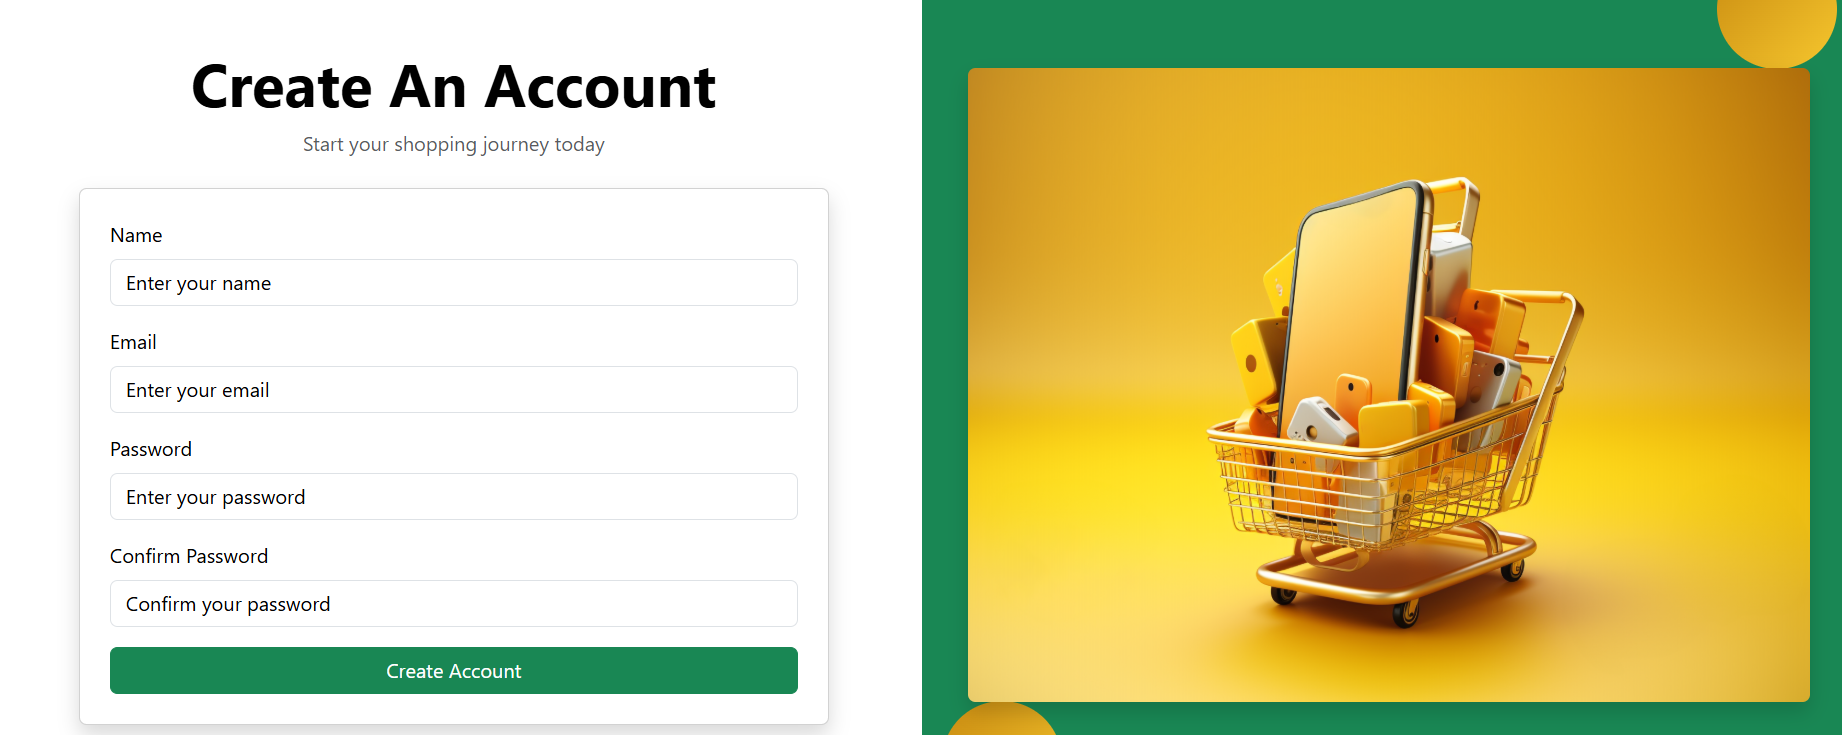 Create An Account
Start your shopping journey today
Name
Enter your name
Email
Enter your email
Password
Enter your password
Confirm Password
Confirm your password
Create Account